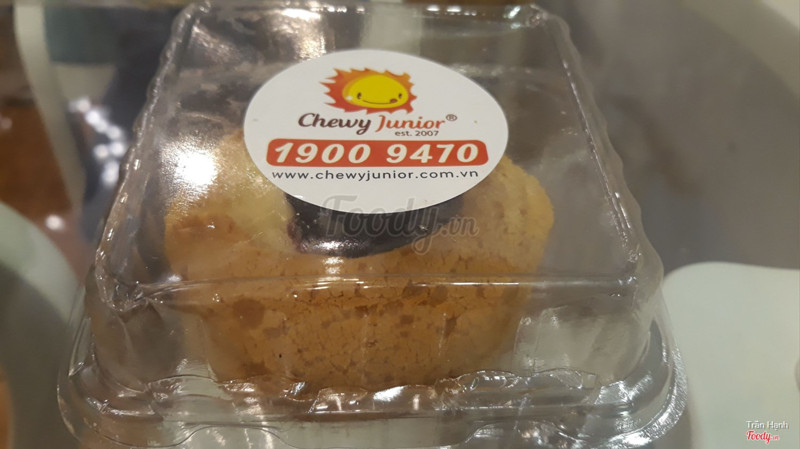 Chewy Junior®
est. 2007
1900 9470
www.chewyjunior.com.vn
Foody.vn
Trần Hạnh
Foody.vn